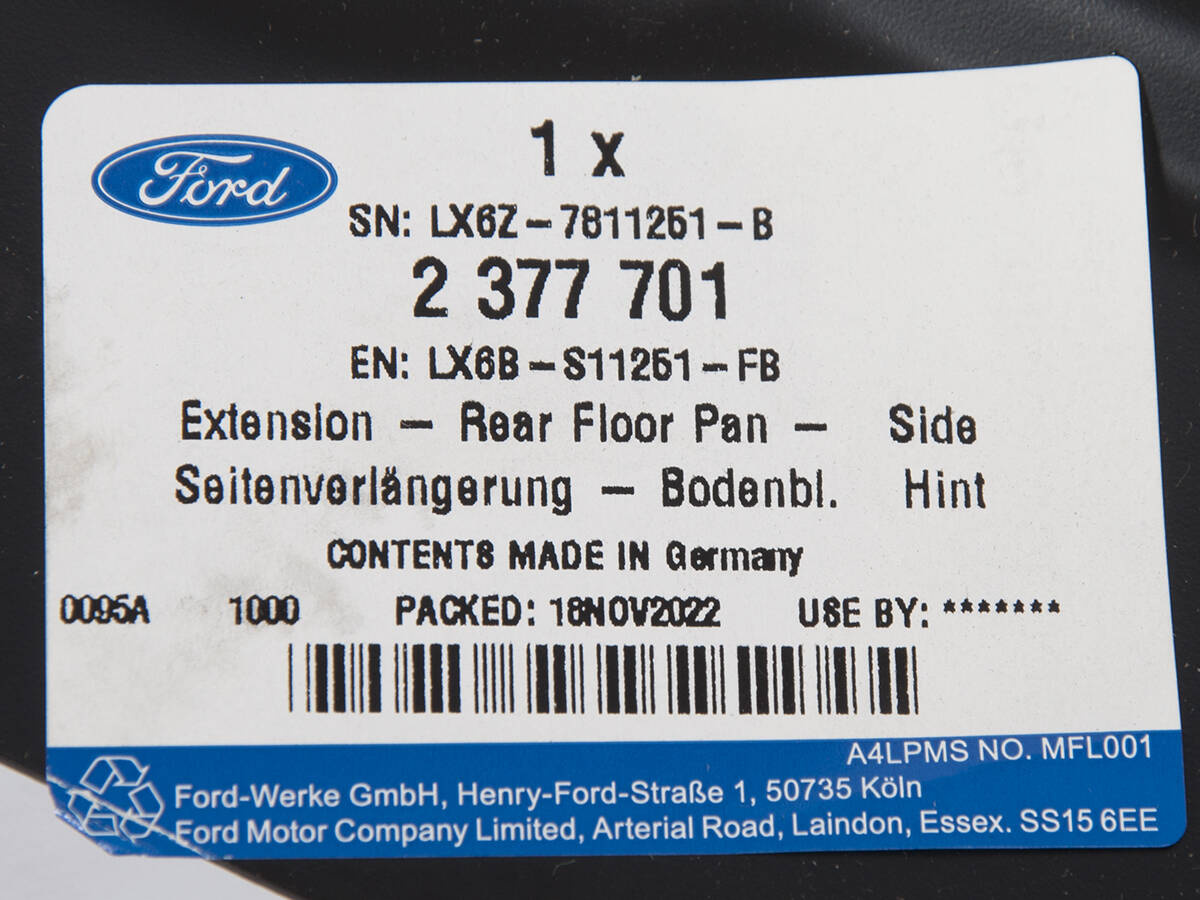 Ford
1 x
SN: LX6Z-7811251-B
2 377 701
EN: LX6B-S11251-FB
Extension - Rear Floor Pan - Side
Seitenverlängerung - Bodenbl. Hint
CONTENTS MADE IN Germany
0095A 1000 PACKED: 18NOV2022 USE BY: *******
A4LPMS NO. MFL001
Ford-Werke GmbH, Henry-Ford-Straße 1, 50735 Köln
Ford Motor Company Limited, Arterial Road, Laindon, Essex. SS15 6EE